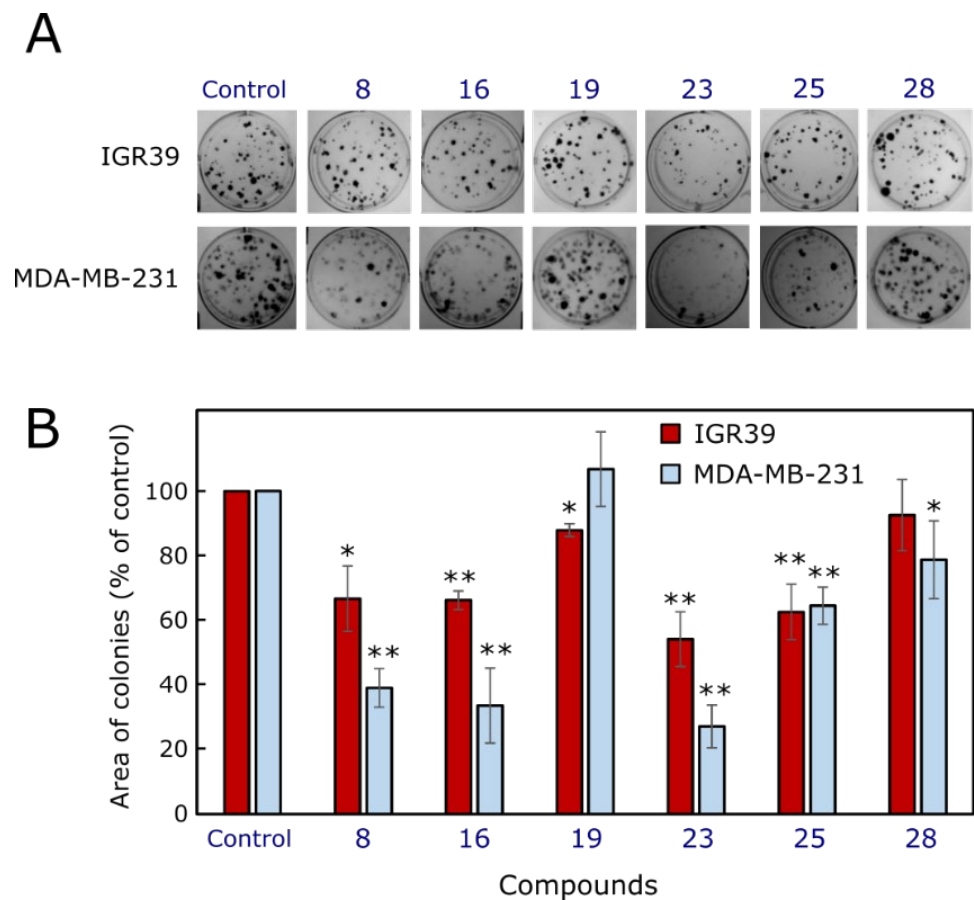 A
Control 8 16 19 23 25 28
IGR39
MDA-MB-231
B
Area of colonies (% of control)
100
80
60
40
20
0
IGR39
MDA-MB-231
*
**
**
**
*
**
**
**
**
*
Control 8 16 19 23 25 28
Compounds